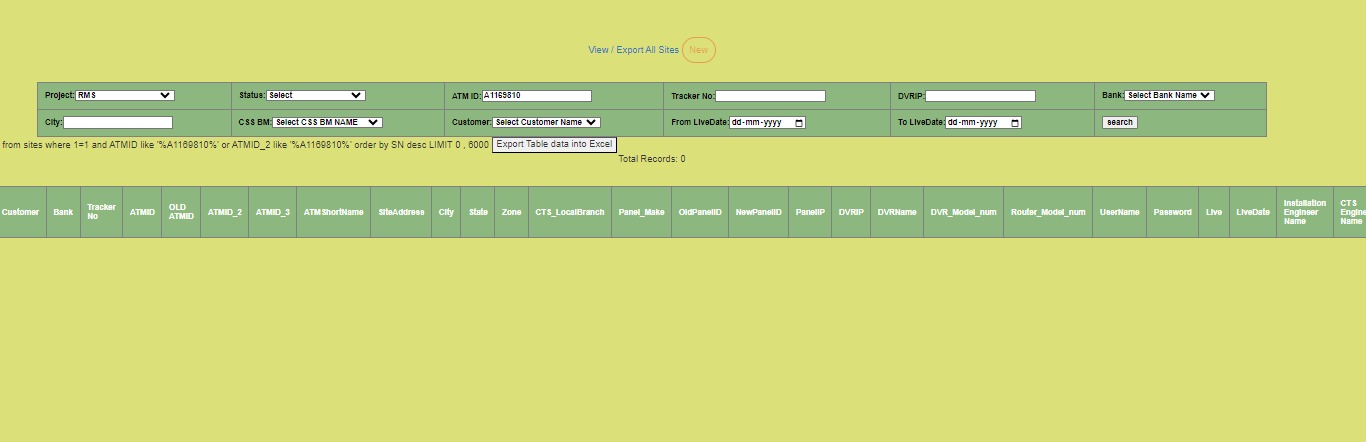 View / Export All Sites New
Project: RMS Status: Select ATM ID: A1169810 Tracker No: DVRIP: Bank: Select Bank Name
City: CSS BM: Select CSS BM NAME Customer: Select Customer Name From LiveDate: dd-mm-yyyy To LiveDate: dd-mm-yyyy search
from sites where 1=1 and ATMID like '%A1169810%' or ATMID_2 like '%A1169810%' order by SN desc LIMIT 0 , 6000 Export Table data into Excel
Total Records: 0
Customer Bank Tracker No ATMID OLD ATMID ATMID_2 ATMID_3 ATMShortName SiteAddress City State Zone CTS_LocalBranch Panel_Make OldPanelID NewPanelID PanelIP DVRIP DVRName DVR_Model_num Router_Model_num UserName Password Live LiveDate Installation Engineer Name CTS Engine Name